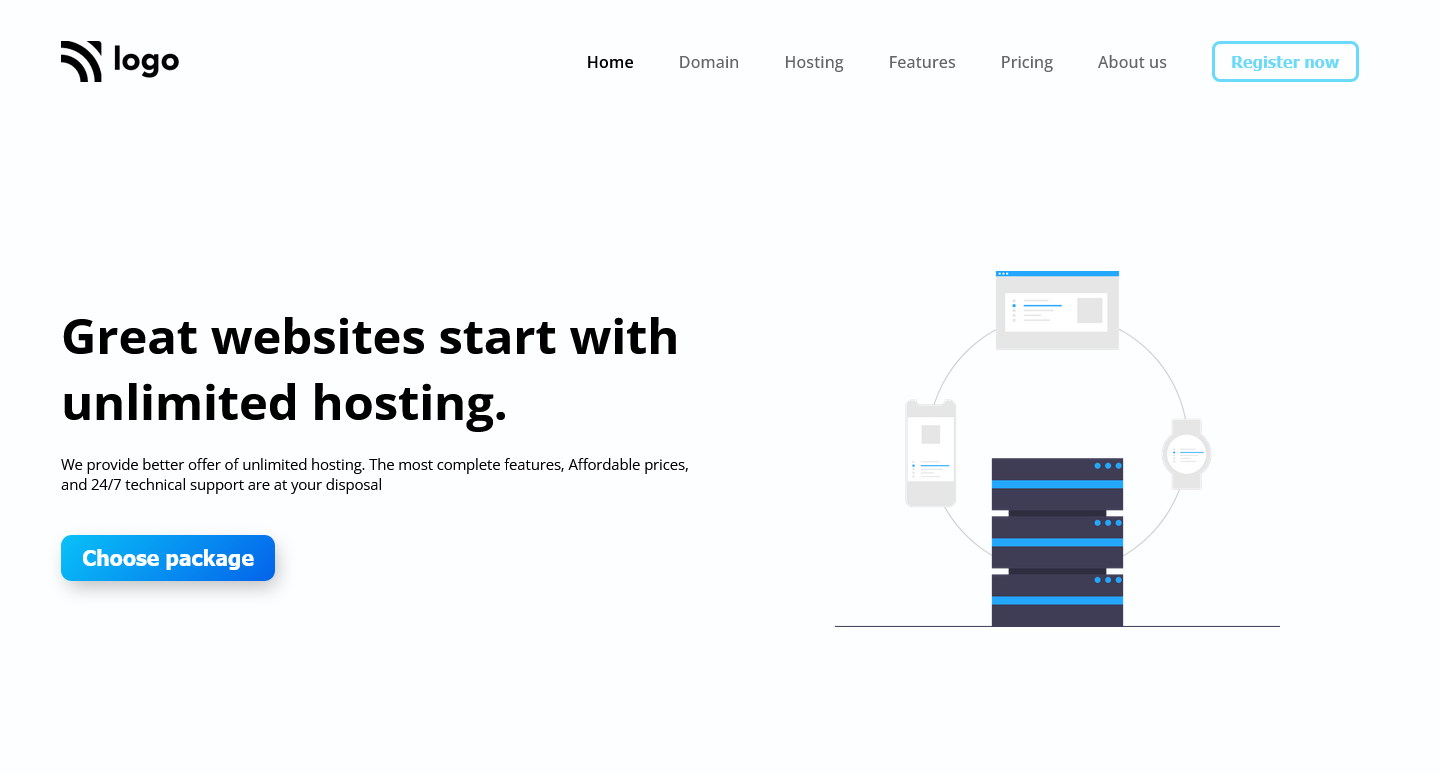 logo
Home
Domain
Hosting
Features
Pricing
About us
Register now
Great websites start with
unlimited hosting.
We provide better offer of unlimited hosting. The most complete features, Affordable prices,
and 24/7 technical support are at your disposal
Choose package